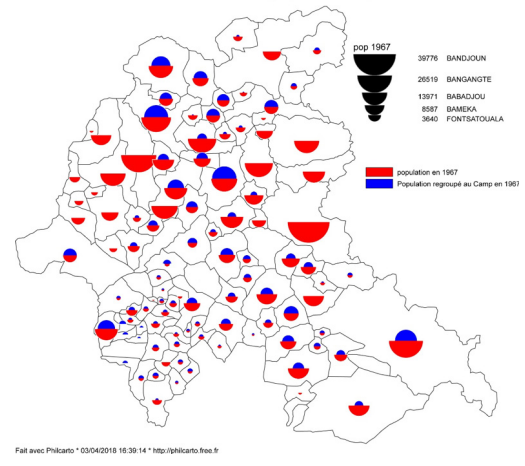 pop 1967
39776 BANDJOUN
26519 BANGANGTE
13971 BABADJOU
8587 BAMEKA
3640 FONTSATOUALA
population en 1967
Population regroupé au Camp en 1967
Fait avec Philcarto * 03/04/2018 16:39:14 * http://philcarto.free.fr